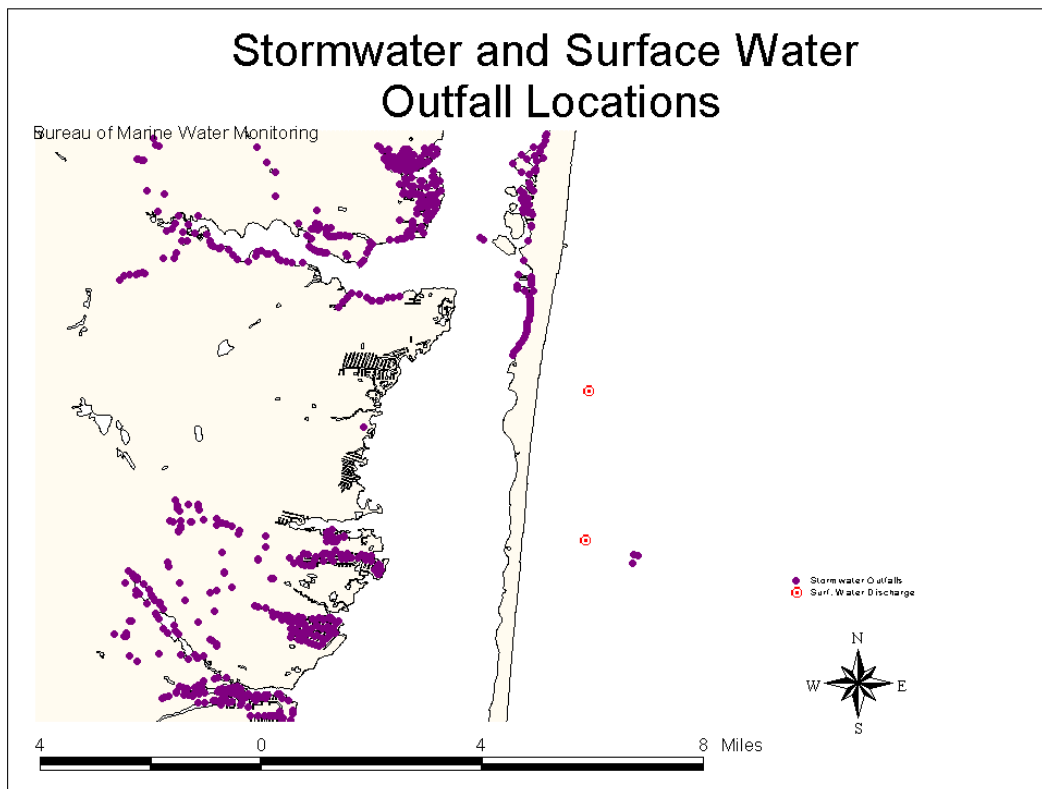 Stormwater and Surface Water
Outfall Locations
Bureau of Marine Water Monitoring
Stormwater Outfalls
Surf. Water Discharge
N
W E
S
4 0 4 8 Miles